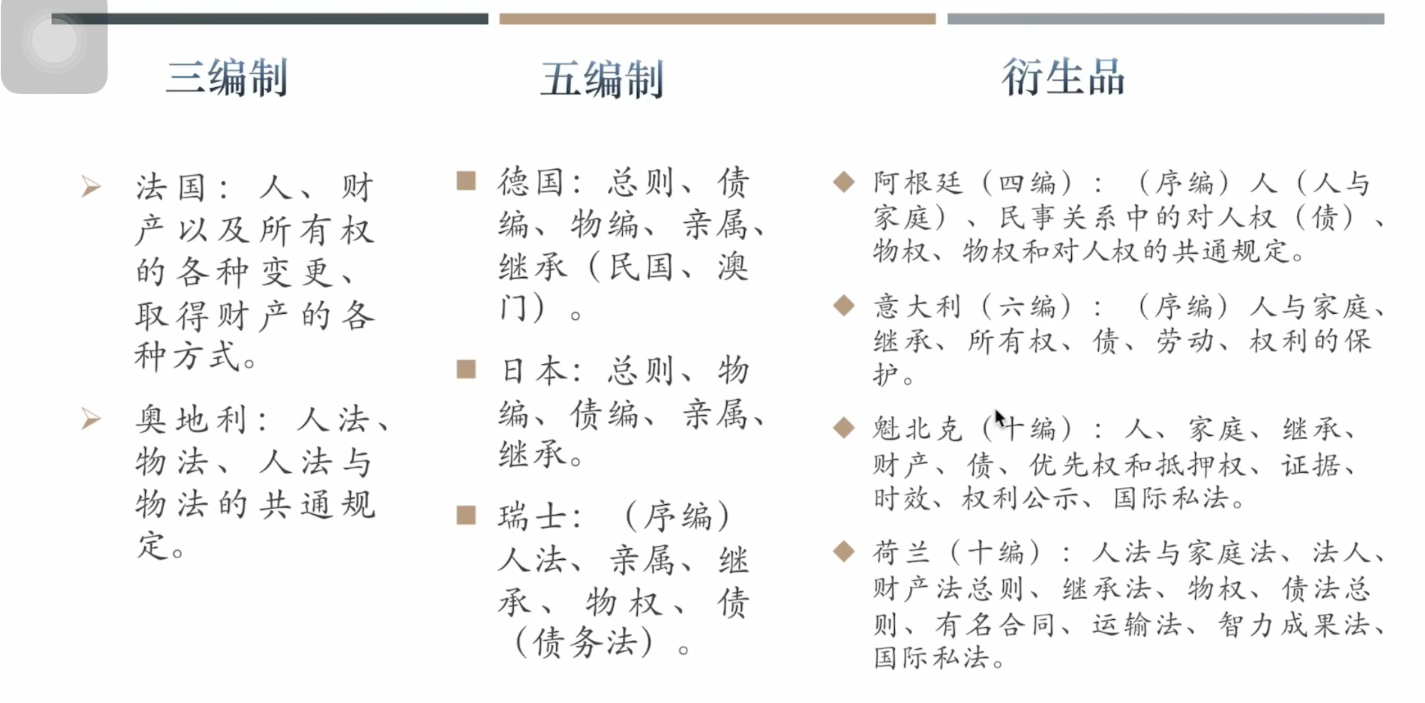 三编制
法国：人、财
产以及所有权
的各种变更、
取得财产的各
种方式。
奥地利：人法、
物法、人法与
物法的共通规
定。
五编制
德国：总则、债
编、物编、亲属、
继承（民国、澳
门）。
日本：总则、物
编、债编、亲属、
继承。
瑞士：（序编）
人法、亲属、继
承、物权、债
（债务法）。
衍生品
阿根廷（四编）：（序编）人（人与
家庭）、民事关系中的对人权（债）、
物权、物权和对人权的共通规定。
意大利（六编）：（序编）人与家庭、
继承、所有权、债、劳动、权利的保
护。
魁北克（十编）：人、家庭、继承、
财产、债、优先权和抵押权、证据、
时效、权利公示、国际私法。
荷兰（十编）：人法与家庭法、法人、
财产法总则、继承法、物权、债法总
则、有名合同、运输法、智力成果法、
国际私法。